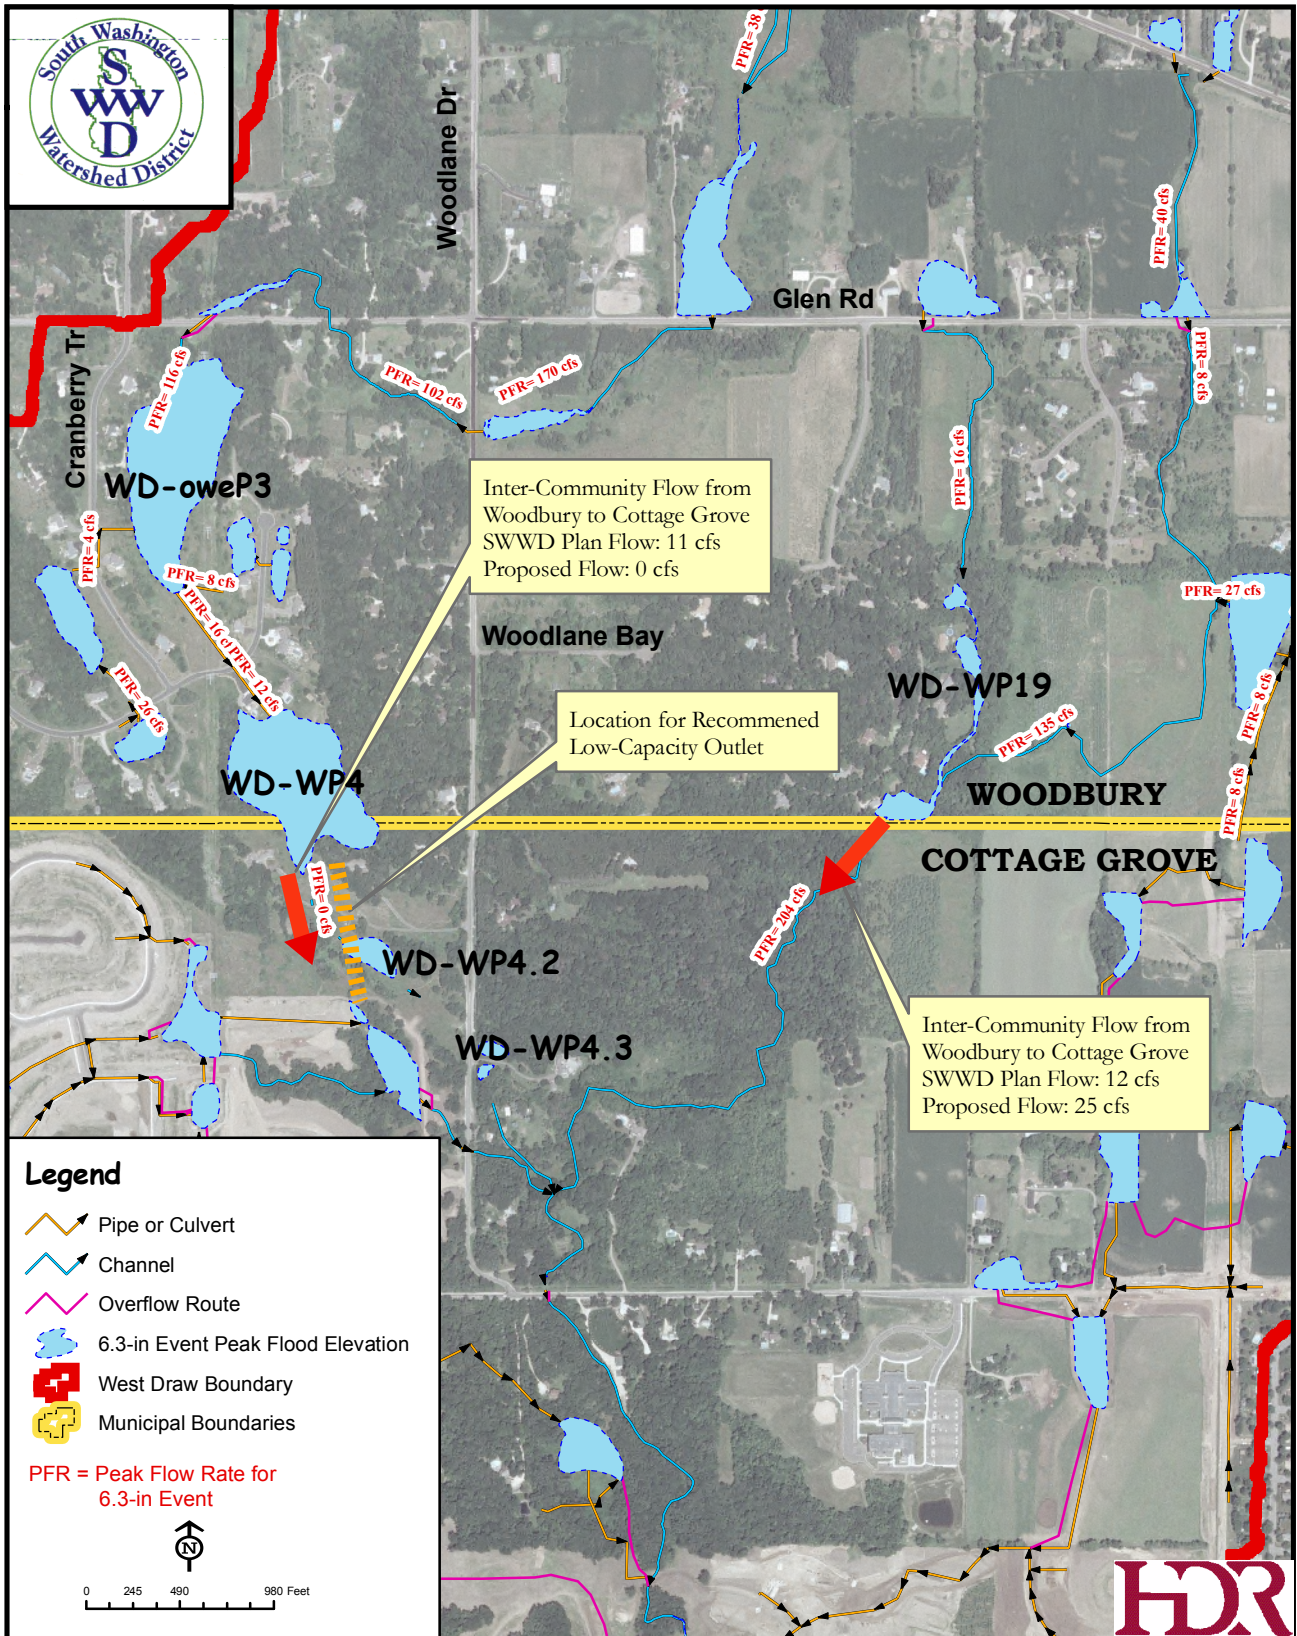 South Washington
S
WWW
D
Watershed District
Woodlane Dr
PFR= 38
PFR= 40 cfs
Glen Rd
Cranberry Tr
PFR= 116 cfs
PFR= 102 cfs
PFR= 170 cfs
PFR= 8 cfs
PFR= 16 cfs
WD-oweP3
Inter-Community Flow from
Woodbury to Cottage Grove
SWWD Plan Flow: 11 cfs
Proposed Flow: 0 cfs
PFR= 4 cfs
PFR= 8 cfs
PFR= 16 cf
PFR= 12 cfs
PFR= 26 cfs
PFR= 27 cfs
Woodlane Bay
WD-WP19
Location for Recommened
Low-Capacity Outlet
PFR= 135 cfs
PFR= 8 cfs
PFR= 8 cfs
WD-WP4
WOODBURY
COTTAGE GROVE
PFR= 0 cfs
PFR= 204 cfs
WD-WP4.2
WD-WP4.3
Inter-Community Flow from
Woodbury to Cottage Grove
SWWD Plan Flow: 12 cfs
Proposed Flow: 25 cfs
Legend
Pipe or Culvert
Channel
Overflow Route
6.3-in Event Peak Flood Elevation
West Draw Boundary
Municipal Boundaries
PFR = Peak Flow Rate for
6.3-in Event
N
0 245 490 980 Feet
HDR